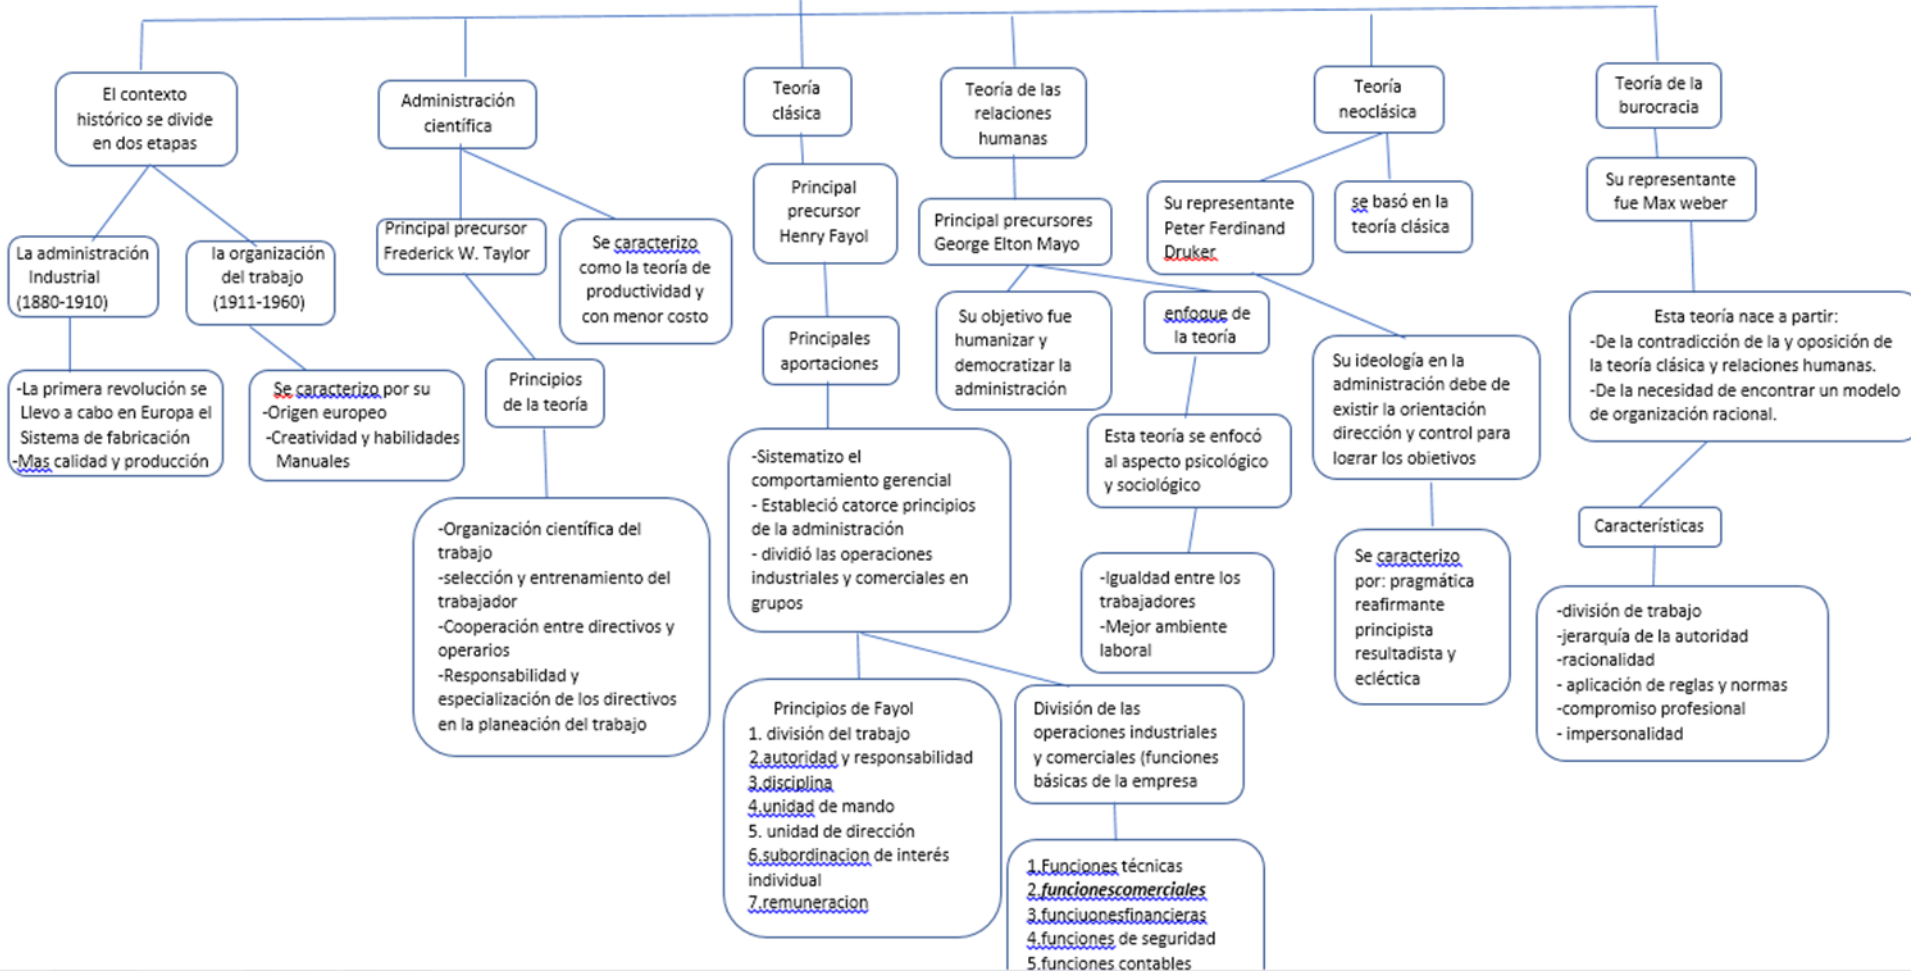 El contexto
histórico se divide
en dos etapas
La administración
Industrial
(1880-1910)
la organización
del trabajo
(1911-1960)
-La primera revolución se
Llevo a cabo en Europa el
Sistema de fabricación
-Mas calidad y producción
Se caracterizo por su
-Origen europeo
-Creatividad y habilidades
Manuales
Administración
científica
Principal precursor
Frederick W. Taylor
Se caracterizo
como la teoría de
productividad y
con menor costo
Principios
de la teoría
-Organización científica del
trabajo
-selección y entrenamiento del
trabajador
-Cooperación entre directivos y
operarios
-Responsabilidad y
especialización de los directivos
en la planeación del trabajo
Teoría
clásica
Principal
precursor
Henry Fayol
Principales
aportaciones
-Sistematizo el
comportamiento gerencial
- Estableció catorce principios
de la administración
- dividió las operaciones
industriales y comerciales en
grupos
Principios de Fayol
1. división del trabajo
2.autoridad y responsabilidad
3.disciplina
4.unidad de mando
5. unidad de dirección
6.subordinacion de interés
individual
7.remuneracion
División de las
operaciones industriales
y comerciales (funciones
básicas de la empresa
1.Funciones técnicas
2.funcionescomerciales
3.funciuonesfinancieras
4.funciones de seguridad
5.funciones contables
Teoría de las
relaciones
humanas
Principal precursores
George Elton Mayo
Su objetivo fue
humanizar y
democratizar la
administración
enfoque de
la teoría
Esta teoría se enfocó
al aspecto psicológico
y sociológico
-Igualdad entre los
trabajadores
-Mejor ambiente
laboral
Teoría
neoclásica
Su representante
Peter Ferdinand
Druker
se basó en la
teoría clásica
Su ideología en la
administración debe de
existir la orientación
dirección y control para
lograr los objetivos
Se caracterizo
por: pragmática
reafirmante
principista
resultadista y
ecléctica
Teoría de la
burocracia
Su representante
fue Max weber
Esta teoría nace a partir:
-De la contradicción de la y oposición de
la teoría clásica y relaciones humanas.
-De la necesidad de encontrar un modelo
de organización racional.
Características
-división de trabajo
-jerarquía de la autoridad
-racionalidad
- aplicación de reglas y normas
-compromiso profesional
- impersonalidad